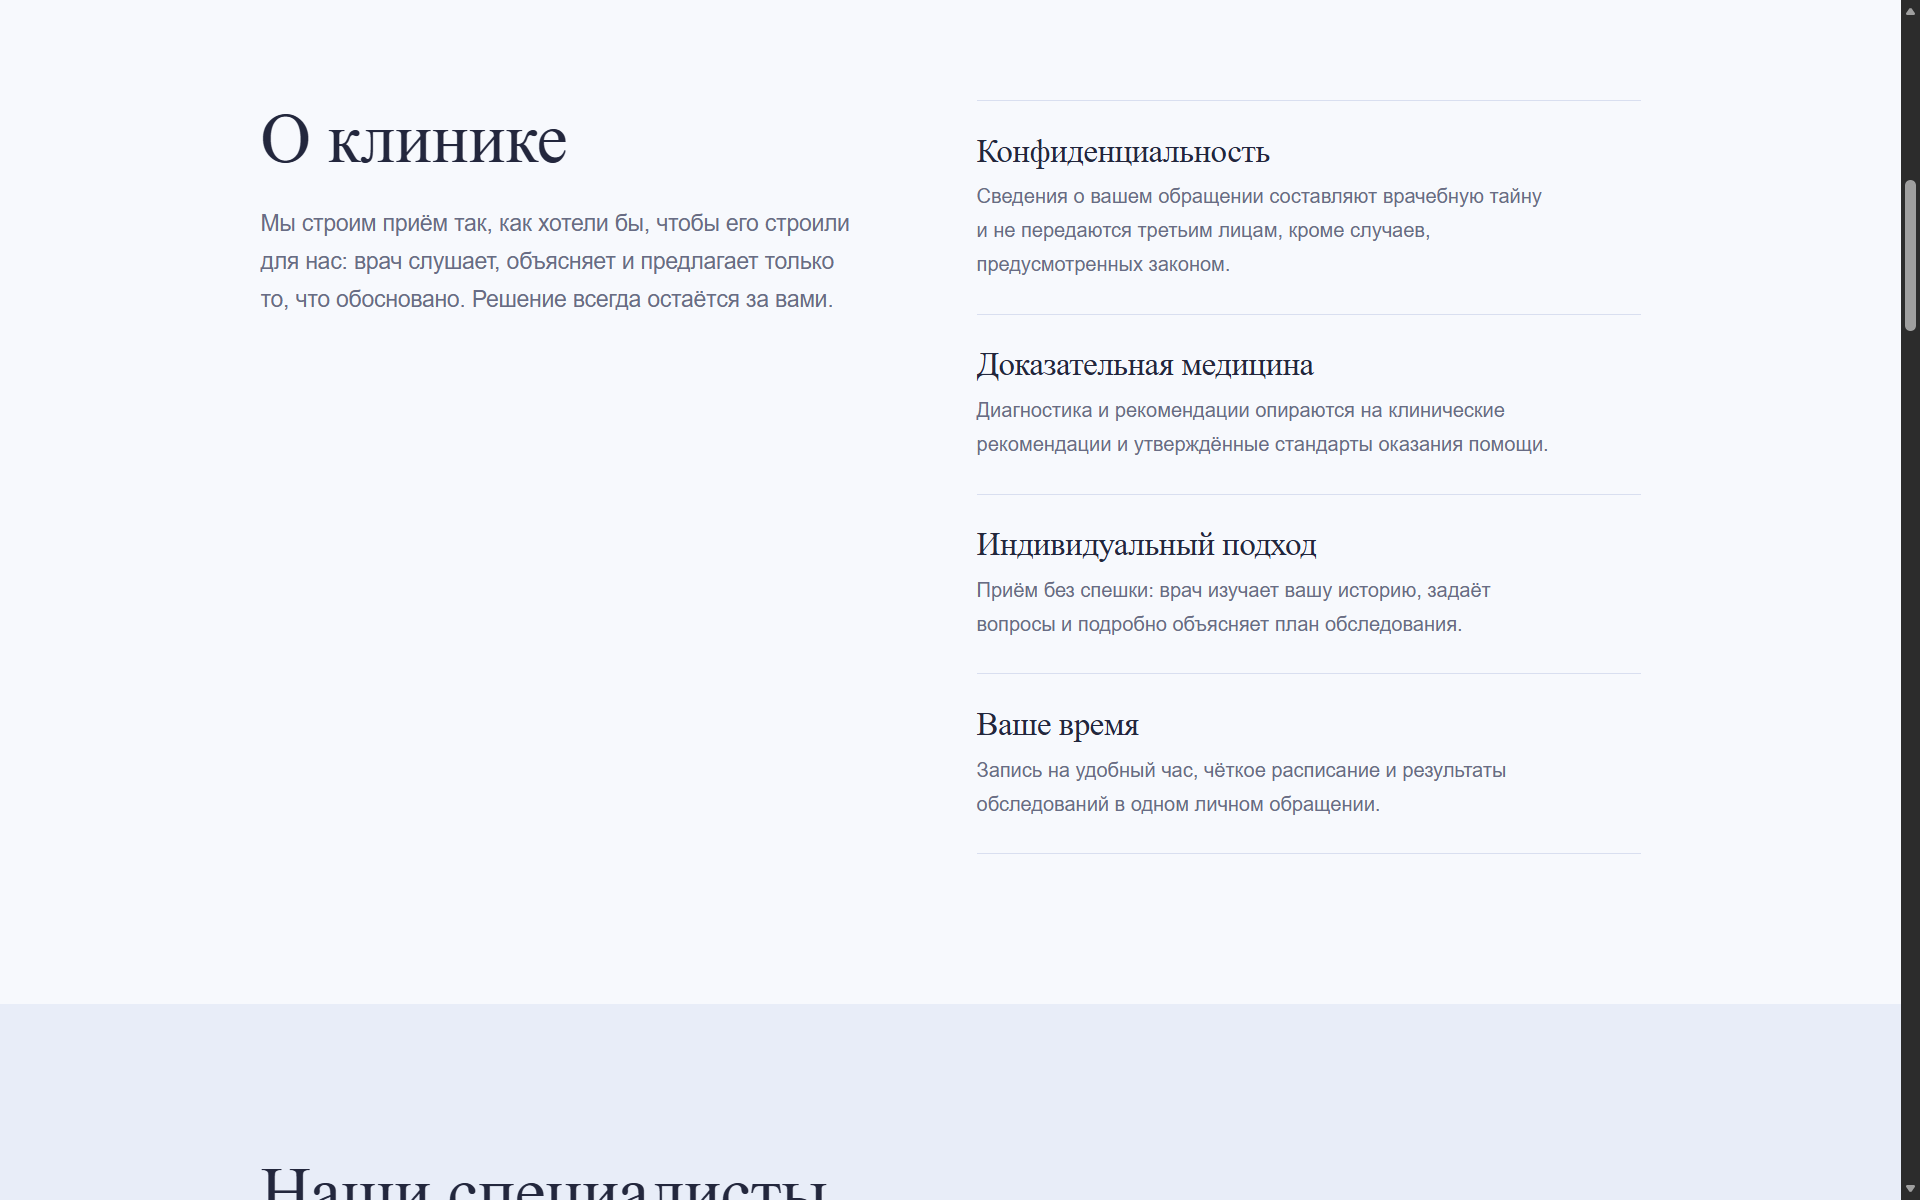 О клинике
Мы строим приём так, как хотели бы, чтобы его строили
для нас: врач слушает, объясняет и предлагает только
то, что обосновано. Решение всегда остаётся за вами.
Конфиденциальность
Сведения о вашем обращении составляют врачебную тайну
и не передаются третьим лицам, кроме случаев,
предусмотренных законом.
Доказательная медицина
Диагностика и рекомендации опираются на клинические
рекомендации и утверждённые стандарты оказания помощи.
Индивидуальный подход
Приём без спешки: врач изучает вашу историю, задаёт
вопросы и подробно объясняет план обследования.
Ваше время
Запись на удобный час, чёткое расписание и результаты
обследований в одном личном обращении.
Наши специалисты